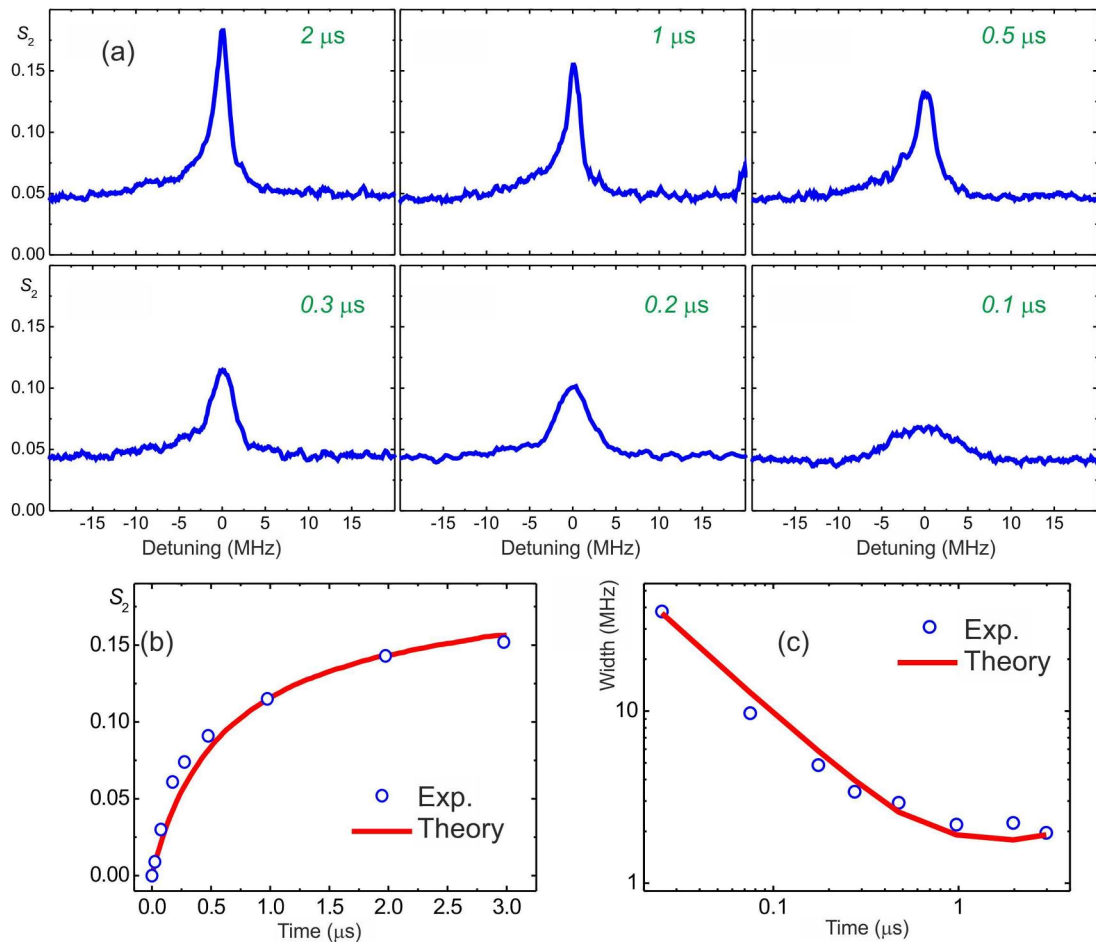 S2 (a) 2 μs 1 μs 0.5 μs
0.15
0.10
0.05
0.00
S2 0.3 μs 0.2 μs 0.1 μs
0.15
0.10
0.05
0.00
-15 -10 -5 0 5 10 15 -15 -10 -5 0 5 10 15 -15 -10 -5 0 5 10 15
Detuning (MHz) Detuning (MHz) Detuning (MHz)
S2
(b)
0.15
0.10
0.05
0.00
Exp.
Theory
0.0 0.5 1.0 1.5 2.0 2.5 3.0
Time (μs)
Width (MHz)
(c)
Exp.
Theory
10
1
0.1 1
Time (μs)